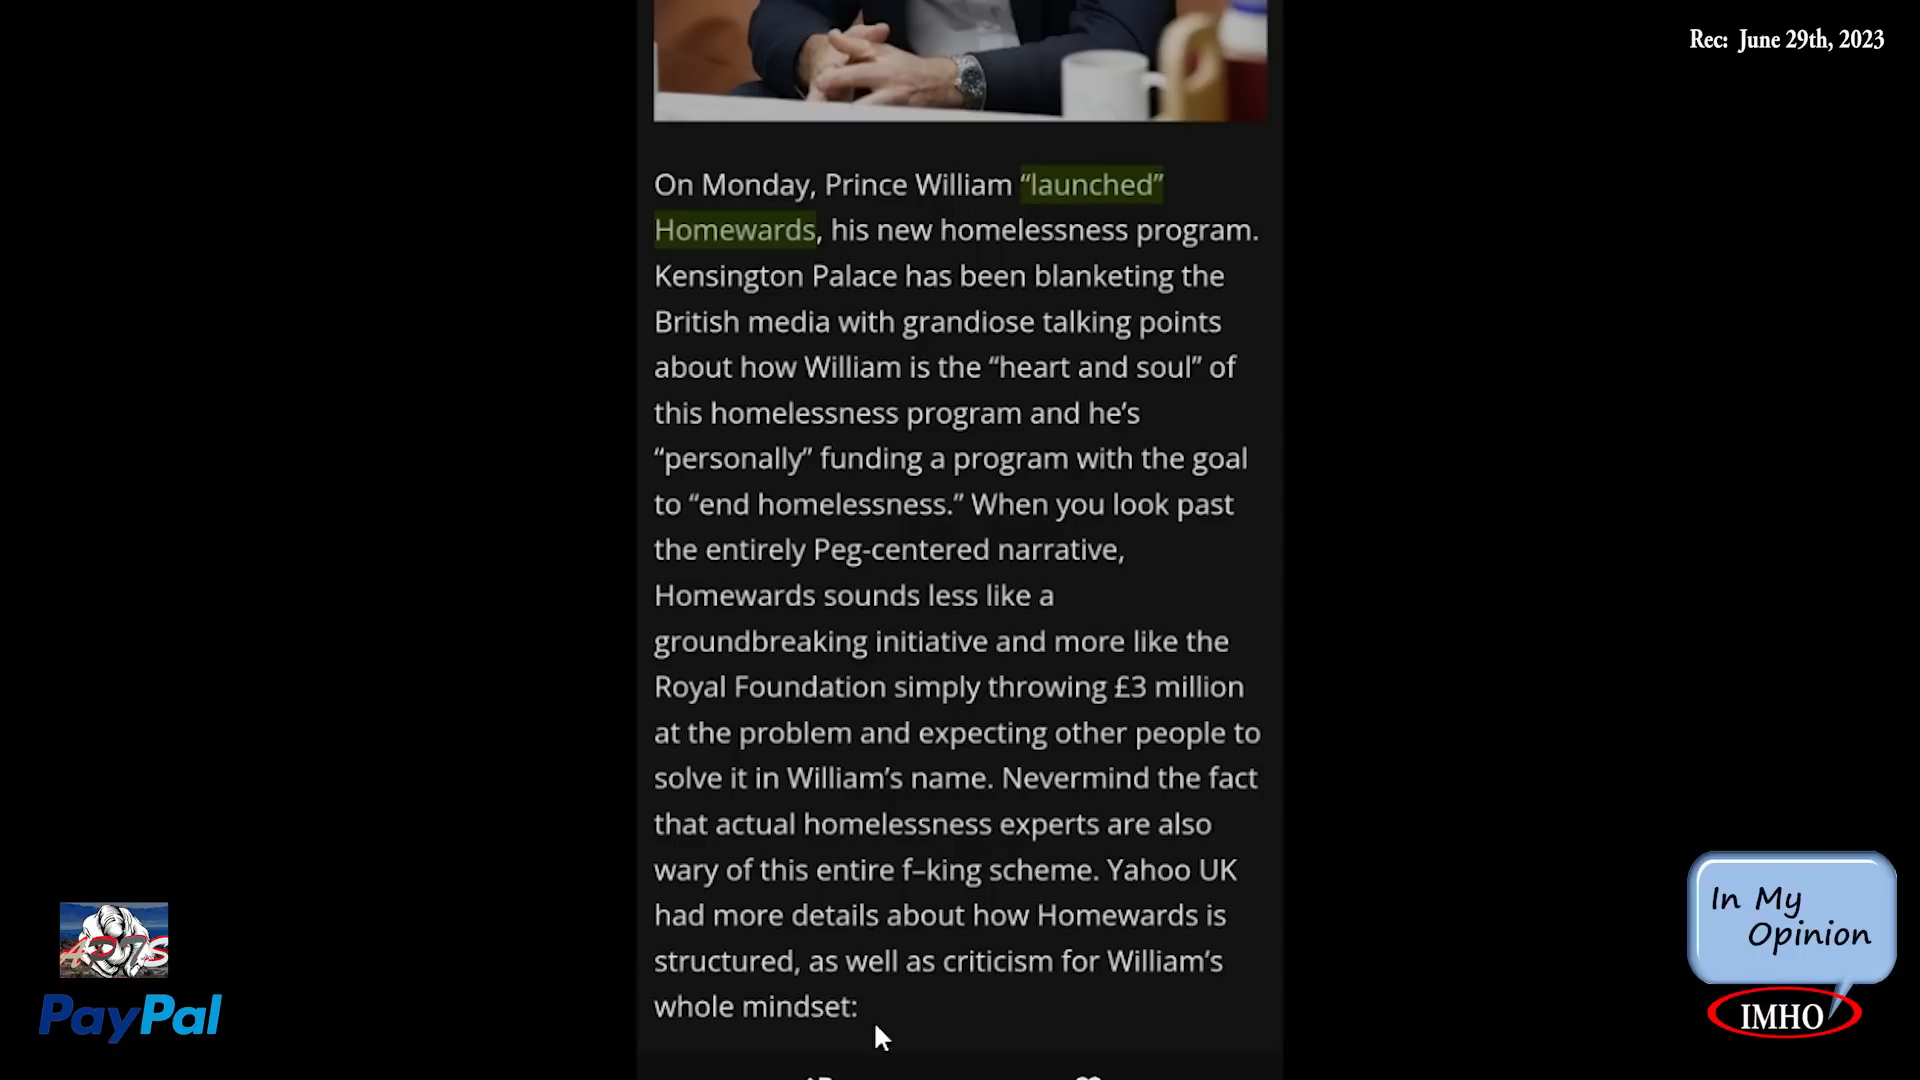 Rec: June 29th, 2023
On Monday, Prince William “launched”
Homewards, his new homelessness program.
Kensington Palace has been blanketing the
British media with grandiose talking points
about how William is the “heart and soul” of
this homelessness program and he’s
“personally” funding a program with the goal
to “end homelessness.” When you look past
the entirely Peg-centered narrative,
Homewards sounds less like a
groundbreaking initiative and more like the
Royal Foundation simply throwing £3 million
at the problem and expecting other people to
solve it in William’s name. Nevermind the fact
that actual homelessness experts are also
wary of this entire f–king scheme. Yahoo UK
had more details about how Homewards is
structured, as well as criticism for William’s
whole mindset:
PayPal
In My
Opinion
IMHO